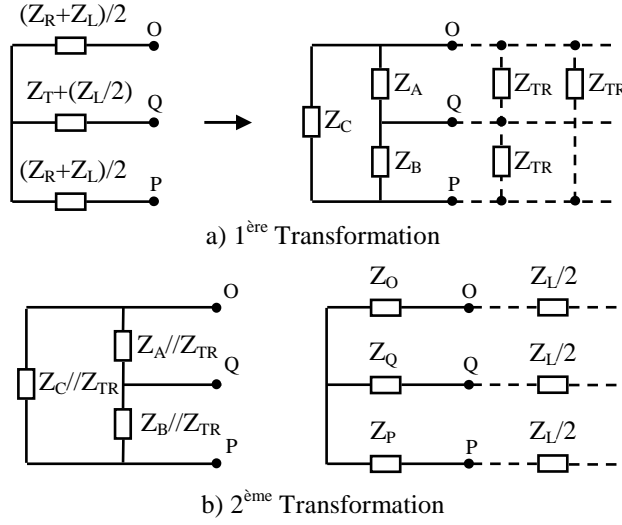 (Z_R+Z_L)/2
O
Z_T+(Z_L/2)
Q
(Z_R+Z_L)/2
P
O
Z_A
Z_TR
Z_TR
Z_C
Q
Z_B
Z_TR
P
a) 1ère Transformation
O
Z_A//Z_TR
Z_C//Z_TR
Q
Z_B//Z_TR
P
Z_O
O
Z_L/2
Z_Q
Q
Z_L/2
Z_P
P
Z_L/2
b) 2ème Transformation